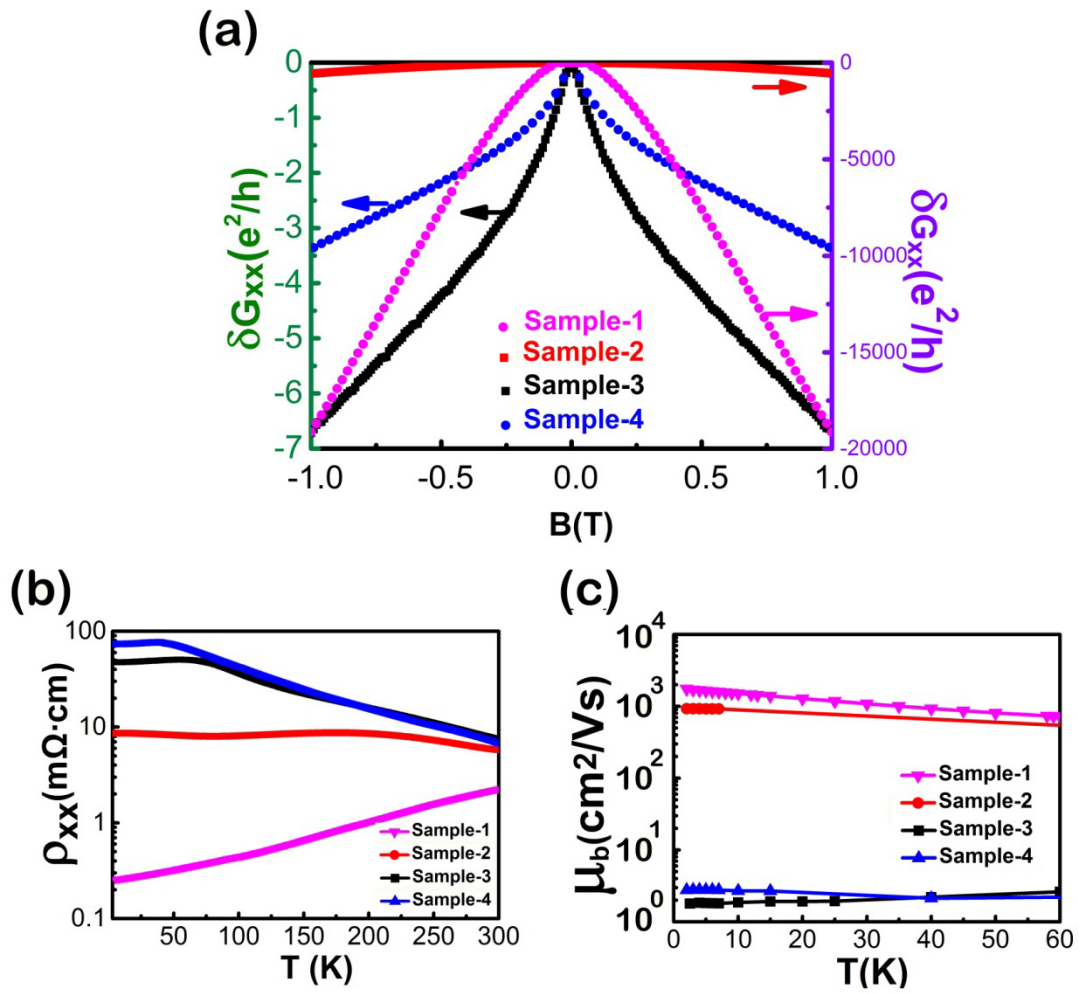 (a)
δGxx(e²/h)
0
-1
-2
-3
-4
-5
-6
-7
0
-5000
-10000
-15000
-20000
δGxx(e²/h)
Sample-1
Sample-2
Sample-3
Sample-4
-1.0 -0.5 0.0 0.5 1.0
B(T)
(b)
ρxx(mΩ·cm)
100
10
1
0.1
Sample-1
Sample-2
Sample-3
Sample-4
50 100 150 200 250 300
T (K)
(c)
μb(cm²/Vs)
10⁴
10³
10²
10¹
10⁰
Sample-1
Sample-2
Sample-3
Sample-4
0 10 20 30 40 50 60
T(K)